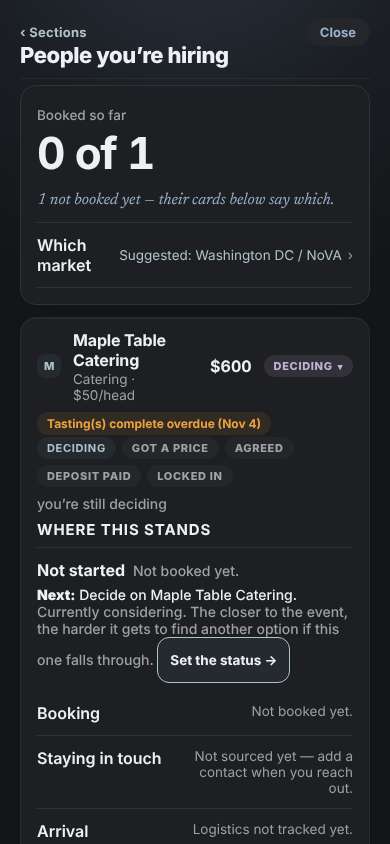 ‹ Sections
Close
People you’re hiring
Booked so far
0 of 1
1 not booked yet — their cards below say which.
Which
market
Suggested: Washington DC / NoVA ›
M
Maple Table
Catering
Catering ·
$50/head
$600
DECIDING ▾
Tasting(s) complete overdue (Nov 4)
DECIDING GOT A PRICE AGREED
DEPOSIT PAID LOCKED IN
you’re still deciding
WHERE THIS STANDS
Not started Not booked yet.
Next: Decide on Maple Table Catering.
Currently considering. The closer to the event,
the harder it gets to find another option if this
one falls through. Set the status →
Booking Not booked yet.
Staying in touch Not sourced yet — add a
contact when you reach
out.
Arrival Logistics not tracked yet.